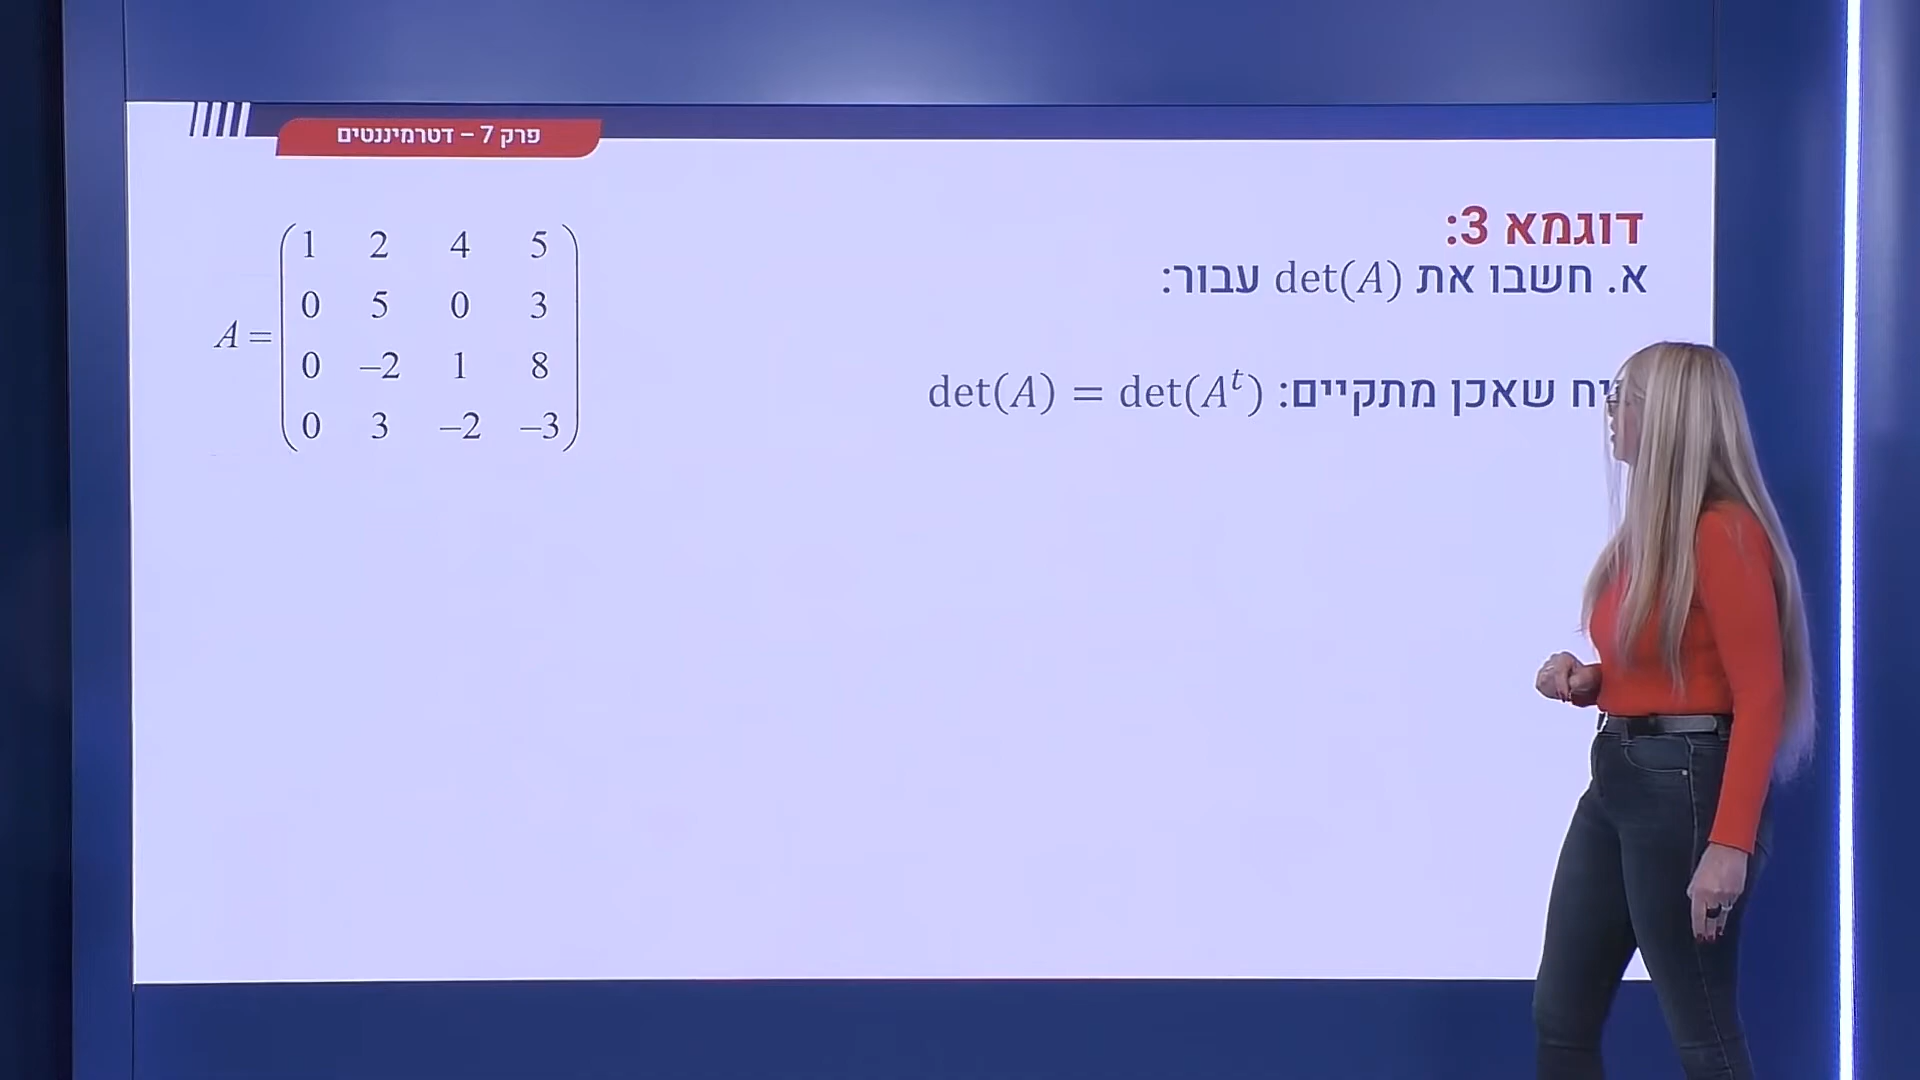 פרק 7 – דטרמיננטים
דוגמא 3:
א. חשבו את det(A) עבור:
שאכן מתקיים: det(A) = det(Aᵗ)
1 2 4 5
0 5 0 3
A = 0 –2 1 8
0 3 –2 –3